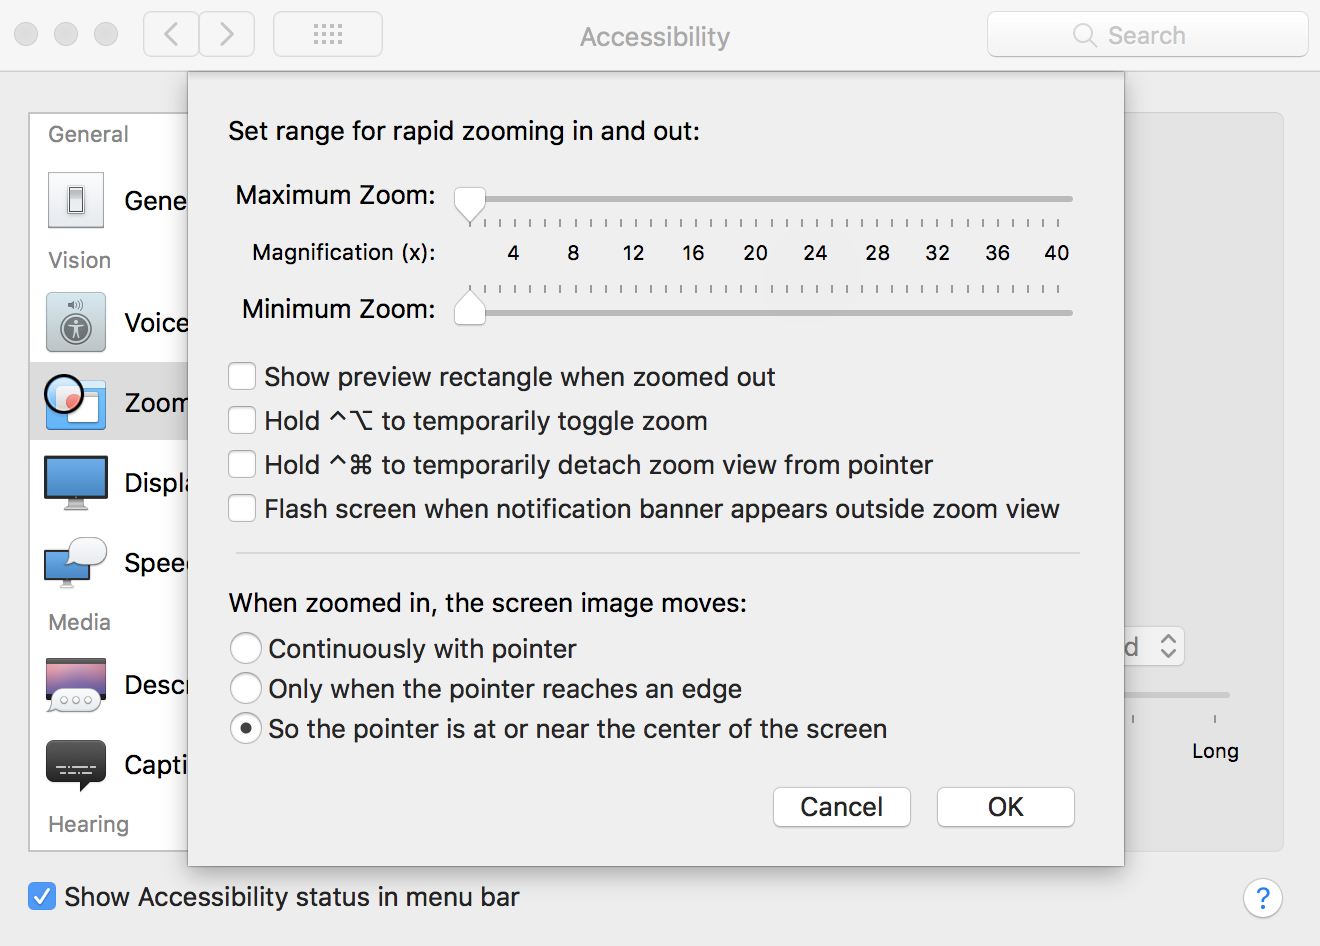 Accessibility
Search
General
Gene
Vision
Voice
Zoom
Displa
Speec
Media
Descr
Capti
Hearing
Set range for rapid zooming in and out:
Maximum Zoom:
Magnification (x): 4 8 12 16 20 24 28 32 36 40
Minimum Zoom:
Show preview rectangle when zoomed out
Hold ^⌥ to temporarily toggle zoom
Hold ^⌘ to temporarily detach zoom view from pointer
Flash screen when notification banner appears outside zoom view
When zoomed in, the screen image moves:
Continuously with pointer
Only when the pointer reaches an edge
So the pointer is at or near the center of the screen
Cancel OK
d
Long
Show Accessibility status in menu bar
?